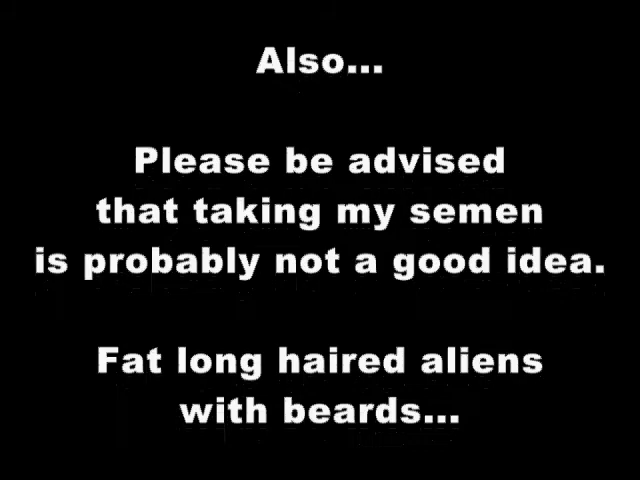 Also...
Please be advised
that taking my semen
is probably not a good idea.
Fat long haired aliens
with beards...